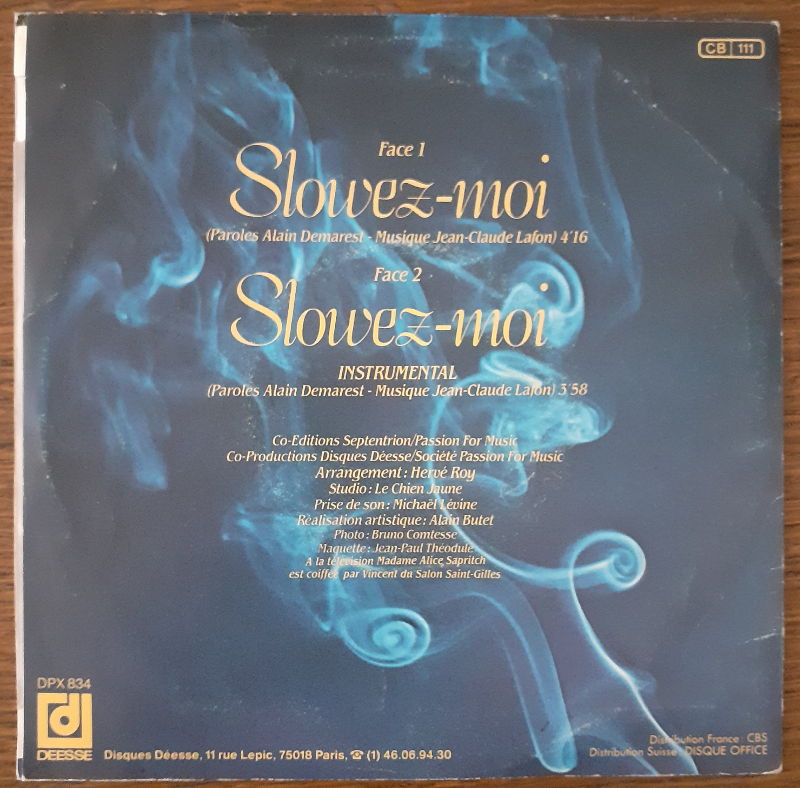 CB 111
Face 1
Slowez-moi
(Paroles Alain Demarest - Musique Jean-Claude Lafon) 4'16
Face 2
Slowez-moi
INSTRUMENTAL
(Paroles Alain Demarest - Musique Jean-Claude Lafon) 3'58
Co-Editions Septentrion/Passion For Music
Co-Productions Disques Déesse/Société Passion For Music
Arrangement : Hervé Roy
Studio : Le Chien Jaune
Prise de son : Michaël Lévine
Réalisation artistique : Alain Butet
Photo : Bruno Comtesse
Maquette : Jean-Paul Théodule
A la télévision Madame Alice Sapritch
est coiffée par Vincent du Salon Saint-Gilles
DPX 834
d
DEESSE
Disques Déesse, 11 rue Lepic, 75018 Paris, ☎ (1) 46.06.94.30
Distribution France : CBS
Distribution Suisse : DISQUE OFFICE